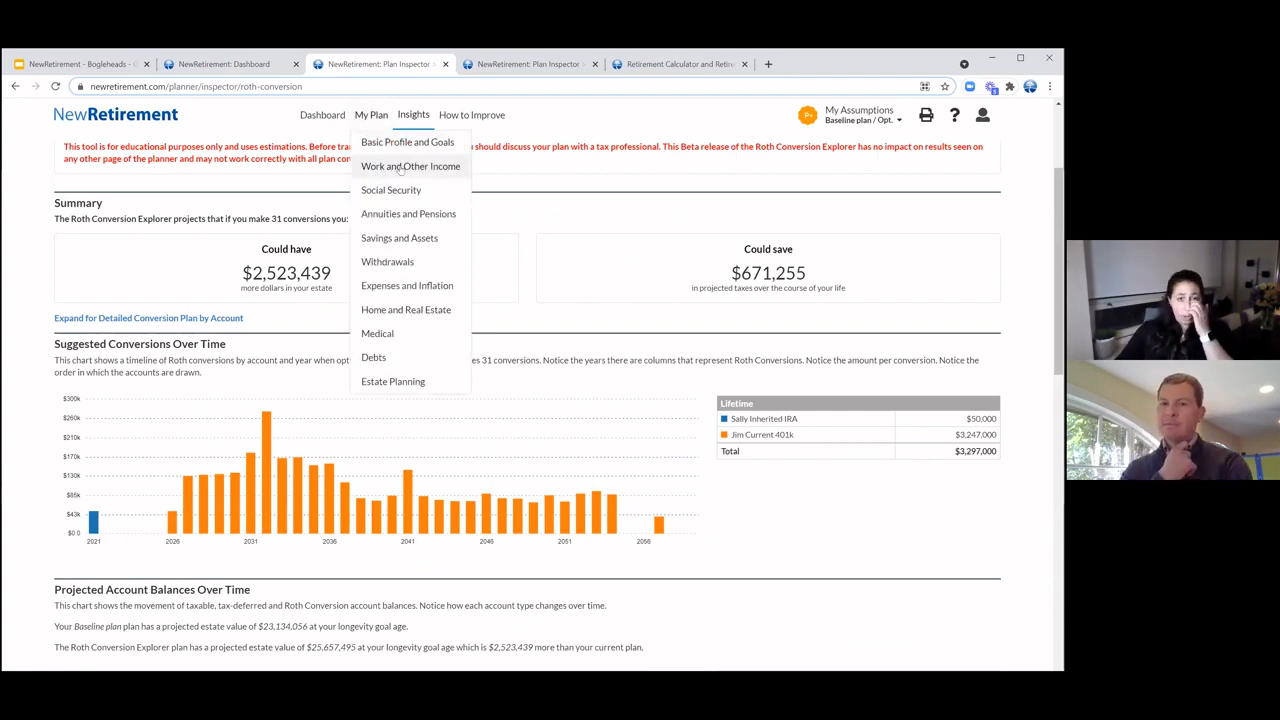 NewRetirement - Bogleheads -
NewRetirement: Dashboard
NewRetirement: Plan Inspector
NewRetirement: Plan Inspector
Retirement Calculator and Retire
newretirement.com/planner/inspector/roth-conversion
NewRetirement
Dashboard
My Plan
Insights
How to Improve
P+
My Assumptions
Baseline plan / Opt.
Basic Profile and Goals
Work and Other Income
Social Security
Annuities and Pensions
Savings and Assets
Withdrawals
Expenses and Inflation
Home and Real Estate
Medical
Debts
Estate Planning
This tool is for educational purposes only and uses estimations. Before tra
u should discuss your plan with a tax professional. This Beta release of the Roth Conversion Explorer has no impact on results seen on
any other page of the planner and may not work correctly with all plan con
Summary
The Roth Conversion Explorer projects that if you make 31 conversions you:
Could have
$2,523,439
more dollars in your estate
Could save
$671,255
in projected taxes over the course of your life
Expand for Detailed Conversion Plan by Account
Suggested Conversions Over Time
This chart shows a timeline of Roth conversions by account and year when opt
es 31 conversions. Notice the years there are columns that represent Roth Conversions. Notice the amount per conversion. Notice the
order in which the accounts are drawn.
$300k
$260k
$210k
$170k
$130k
$85k
$43k
$0.0
2021
2026
2031
2036
2041
2046
2051
2056
Lifetime
Sally Inherited IRA $50,000
Jim Current 401k $3,247,000
Total $3,297,000
Projected Account Balances Over Time
This chart shows the movement of taxable, tax-deferred and Roth Conversion account balances. Notice how each account type changes over time.
Your Baseline plan plan has a projected estate value of $23,134,056 at your longevity goal age.
The Roth Conversion Explorer plan has a projected estate value of $25,657,495 at your longevity goal age which is $2,523,439 more than your current plan.